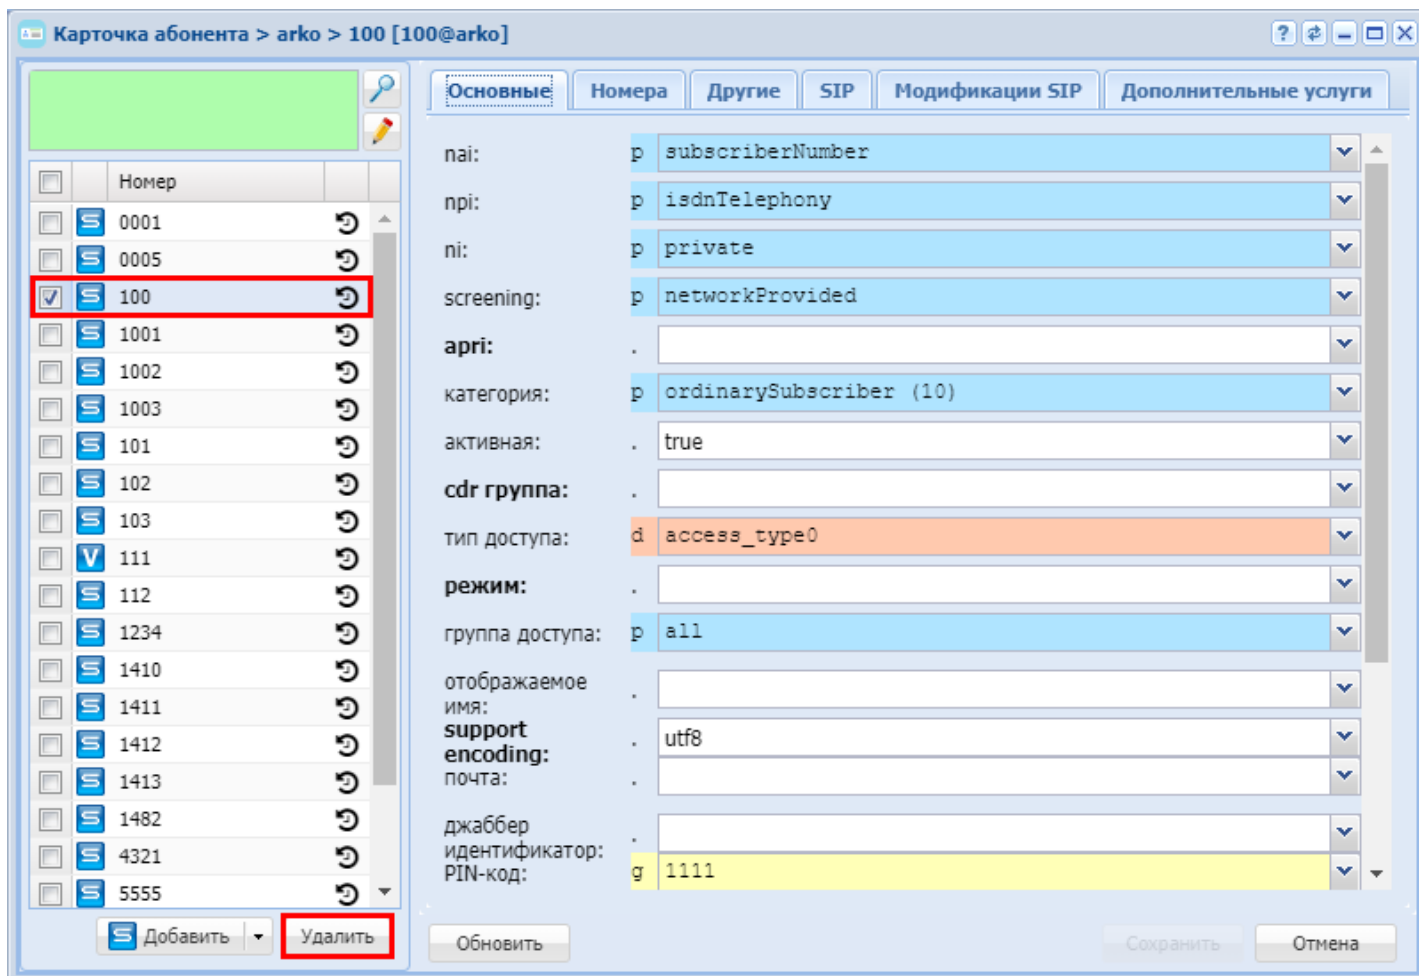 Карточка абонента > arko > 100 [100@arko]
Номер
0001
0005
100
1001
1002
1003
101
102
103
111
112
1234
1410
1411
1412
1413
1482
4321
5555
Добавить
Удалить
Основные Номера Другие SIP Модификации SIP Дополнительные услуги
nai: p subscriberNumber
npi: p isdnTelephony
ni: p private
screening: p networkProvided
apri: .
категория: p ordinarySubscriber (10)
активная: . true
cdr группа: .
тип доступа: d access_type0
режим: .
группа доступа: p all
отображаемое
имя: .
support
encoding: . utf8
почта: .
джаббер
идентификатор: .
PIN-код: g 1111
Обновить Сохранить Отмена